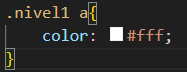 .nivel1 a{
    color: #fff;
}